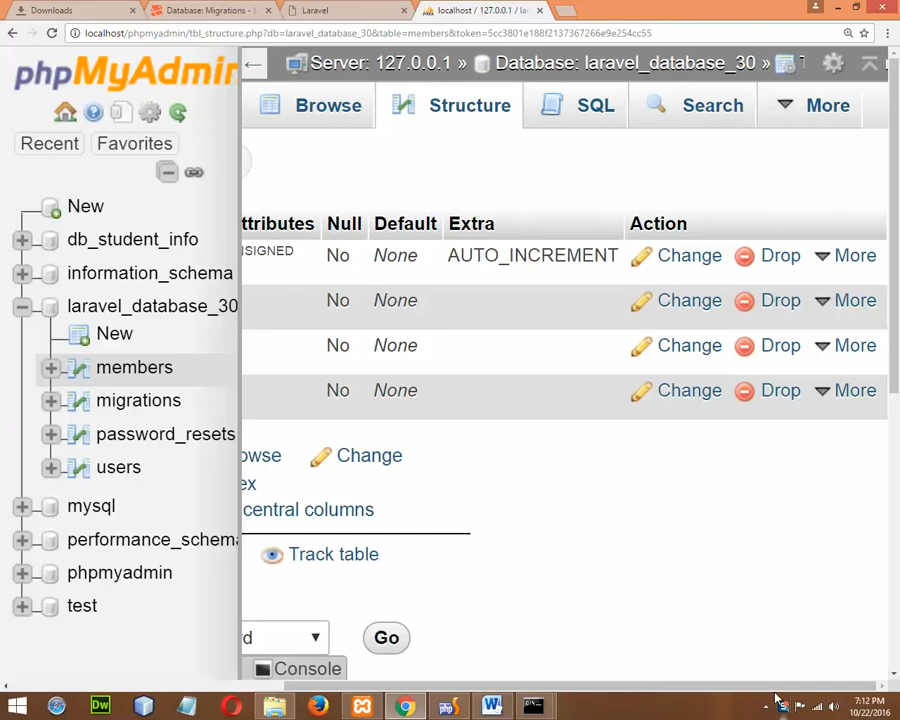 Downloads
Database: Migrations - L
Laravel
localhost / 127.0.0.1 / la
localhost/phpmyadmin/tbl_structure.php?db=laravel_database_30&table=members&token=5cc3801e188f2137367266e9e254cc55
phpMyAdmin
Server: 127.0.0.1 » Database: laravel_database_30 »
Browse Structure SQL Search More
Recent Favorites
New
db_student_info
information_schema
laravel_database_30
New
members
migrations
password_resets
users
mysql
performance_schema
phpmyadmin
test
ttributes Null Default Extra Action
SIGNED No None AUTO_INCREMENT Change Drop More
No None Change Drop More
No None Change Drop More
No None Change Drop More
owse Change
ex
central columns
Track table
rd Go
Console
Dw
7:12 PM
10/22/2016